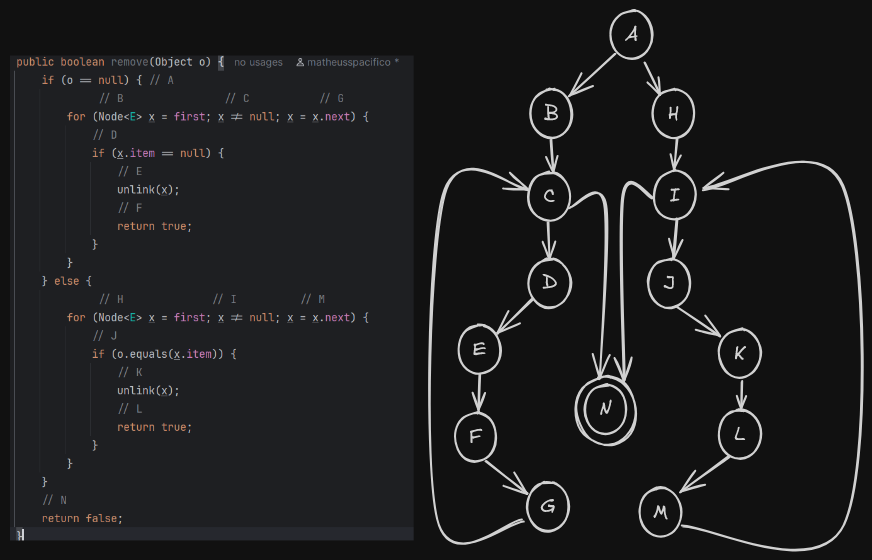 public boolean remove(Object o) { no usages matheusspacifico *
if (o == null) { // A
// B // C // G
for (Node<E> x = first; x ≠ null; x = x.next) {
// D
if (x.item == null) {
// E
unlink(x);
// F
return true;
}
}
} else {
// H // I // M
for (Node<E> x = first; x ≠ null; x = x.next) {
// J
if (o.equals(x.item)) {
// K
unlink(x);
// L
return true;
}
}
}
// N
return false;
}
A
B
H
C
I
D
J
E
K
N
F
L
G
M